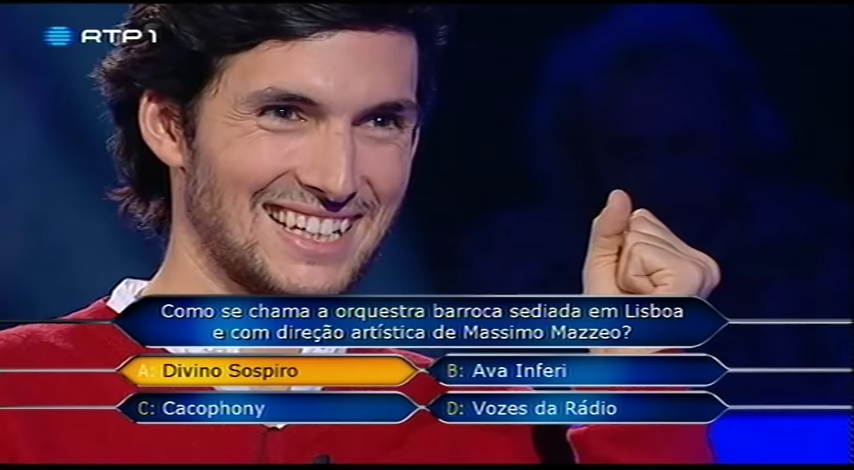 RTP 1
Como se chama a orquestra barroca sediada em Lisboa
e com direção artística de Massimo Mazzeo?
A: Divino Sospiro
B: Ava Inferi
C: Cacophony
D: Vozes da Rádio